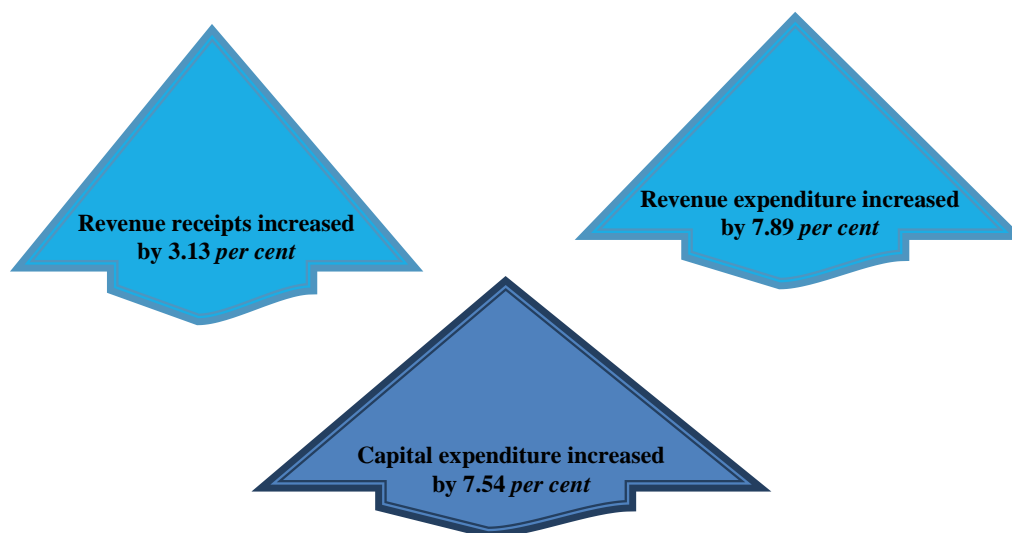 Revenue receipts increased
by 3.13 per cent
Revenue expenditure increased
by 7.89 per cent
Capital expenditure increased
by 7.54 per cent